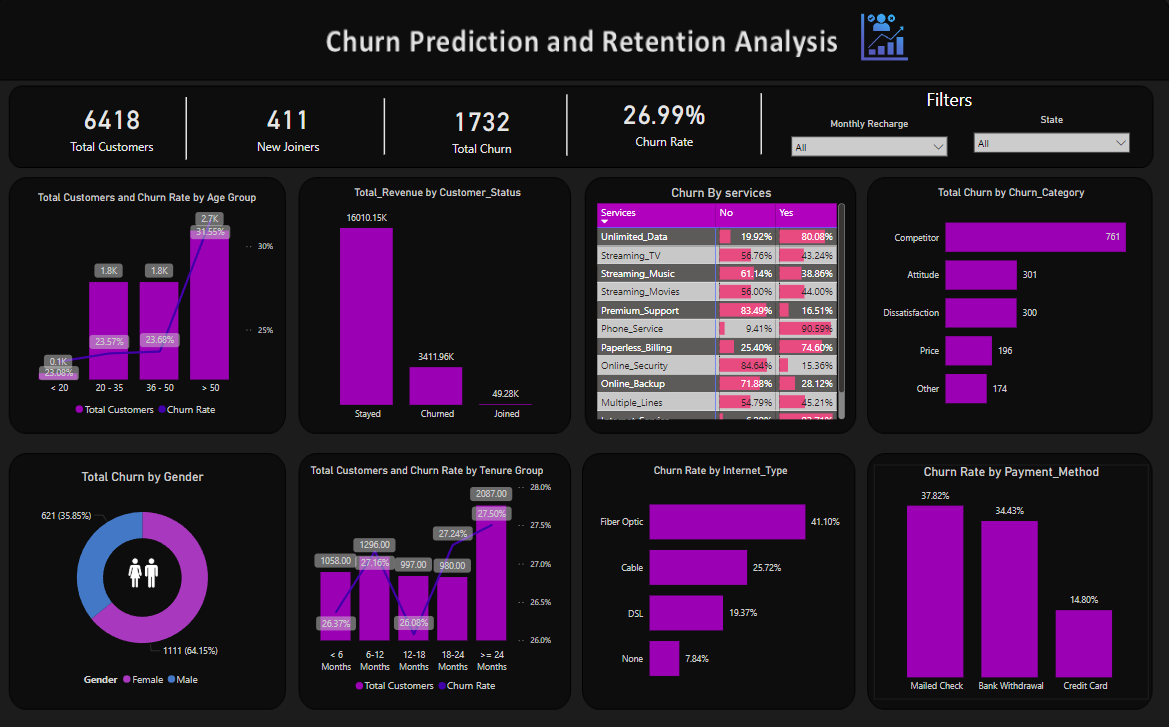 Churn Prediction and Retention Analysis
6418
Total Customers
411
New Joiners
1732
Total Churn
26.99%
Churn Rate
Filters
Monthly Recharge
All
State
All
Total Customers and Churn Rate by Age Group
2.7K
31.55%
30%
1.8K
1.8K
25%
23.57%
23.68%
0.1K
23.08%
< 20
20 - 35
36 - 50
> 50
Total Customers
Churn Rate
Total_Revenue by Customer_Status
16010.15K
3411.96K
49.28K
Stayed
Churned
Joined
Churn By services
Services No Yes
Unlimited_Data 19.92% 80.08%
Streaming_TV 56.76% 43.24%
Streaming_Music 61.14% 38.86%
Streaming_Movies 56.00% 44.00%
Premium_Support 83.49% 16.51%
Phone_Service 9.41% 90.59%
Paperless_Billing 25.40% 74.60%
Online_Security 84.64% 15.36%
Online_Backup 71.88% 28.12%
Multiple_Lines 54.79% 45.21%
Total Churn by Churn_Category
Competitor 761
Attitude 301
Dissatisfaction 300
Price 196
Other 174
Total Churn by Gender
621 (35.85%)
1111 (64.15%)
Gender Female Male
Total Customers and Churn Rate by Tenure Group
28.0%
2087.00
27.50%
27.5%
27.24%
1296.00
1058.00
27.16%
997.00
980.00
27.0%
26.5%
26.37%
26.08%
26.0%
< 6 Months
6-12 Months
12-18 Months
18-24 Months
>= 24 Months
Total Customers
Churn Rate
Churn Rate by Internet_Type
Fiber Optic 41.10%
Cable 25.72%
DSL 19.37%
None 7.84%
Churn Rate by Payment_Method
37.82%
34.43%
14.80%
Mailed Check
Bank Withdrawal
Credit Card